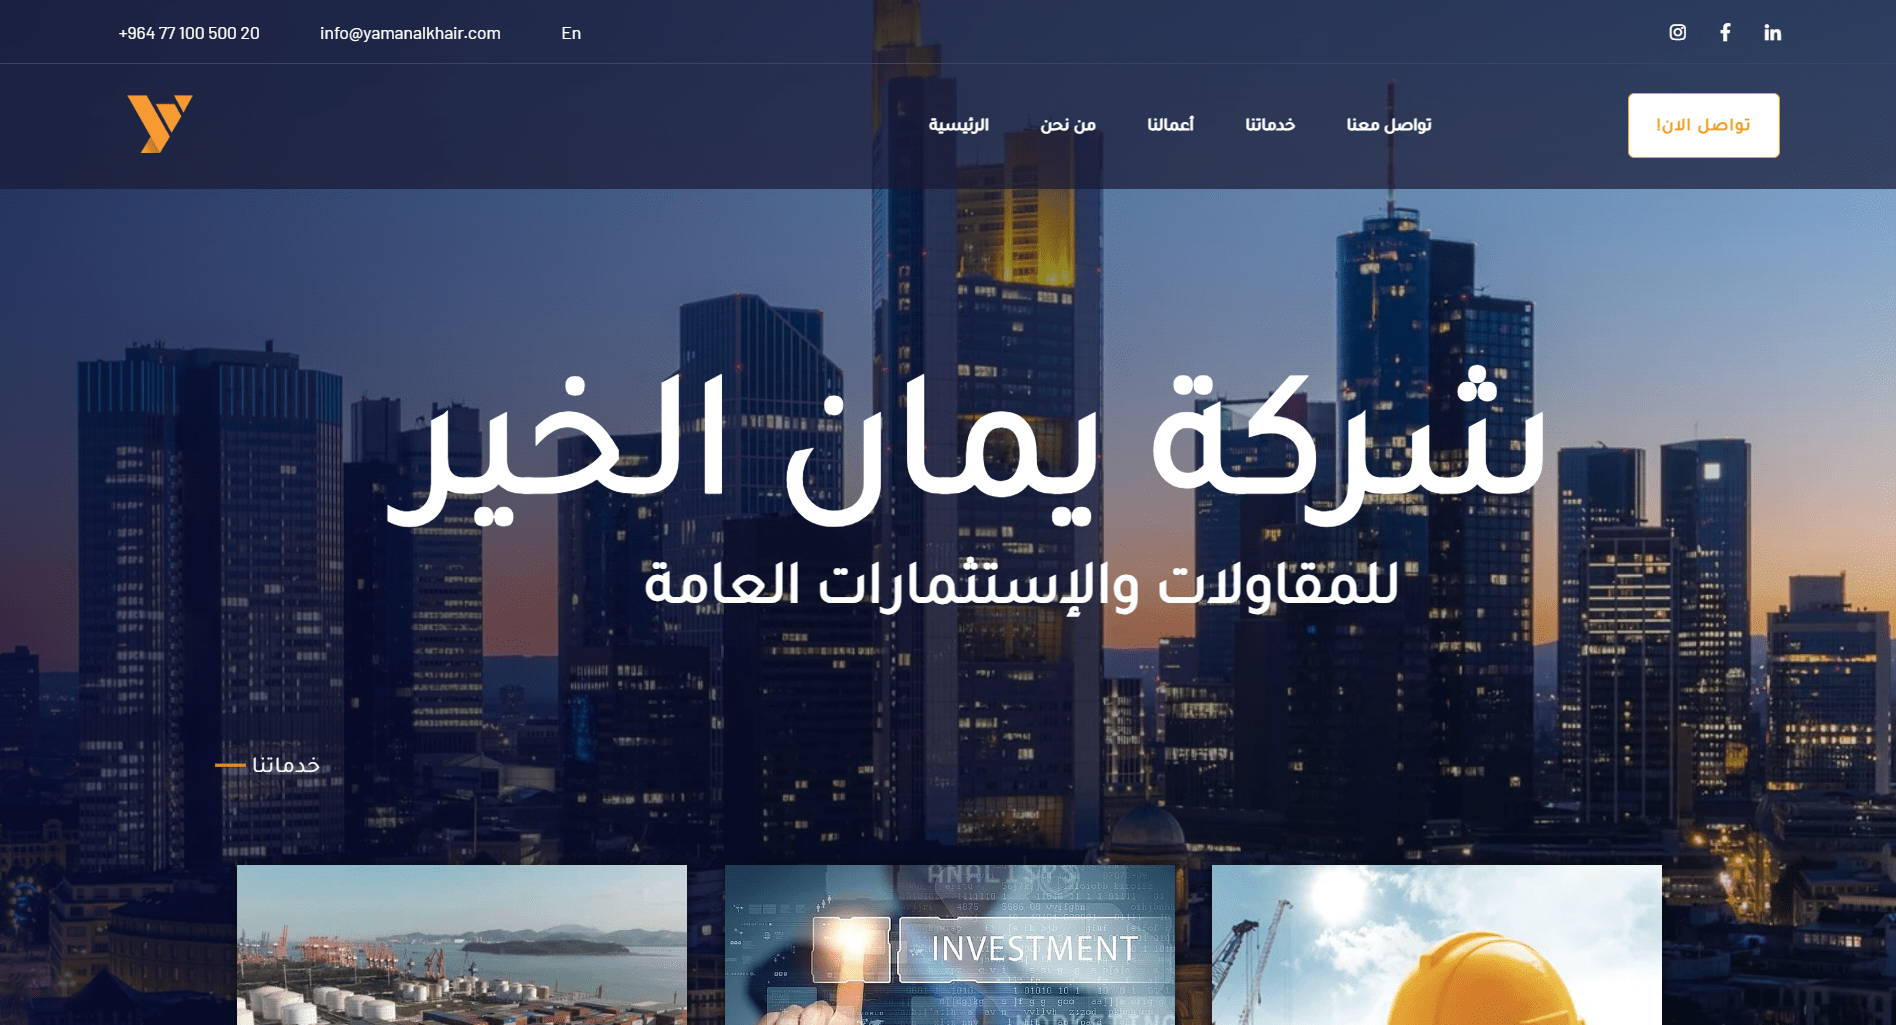 +964 77 100 500 20
info@yamanalkhair.com
En
الرئيسية
من نحن
أعمالنا
خدماتنا
تواصل معنا
تواصل الان!
شركة يمان الخير
للمقاولات والإستثمارات العامة
خدماتنا
INVESTMENT